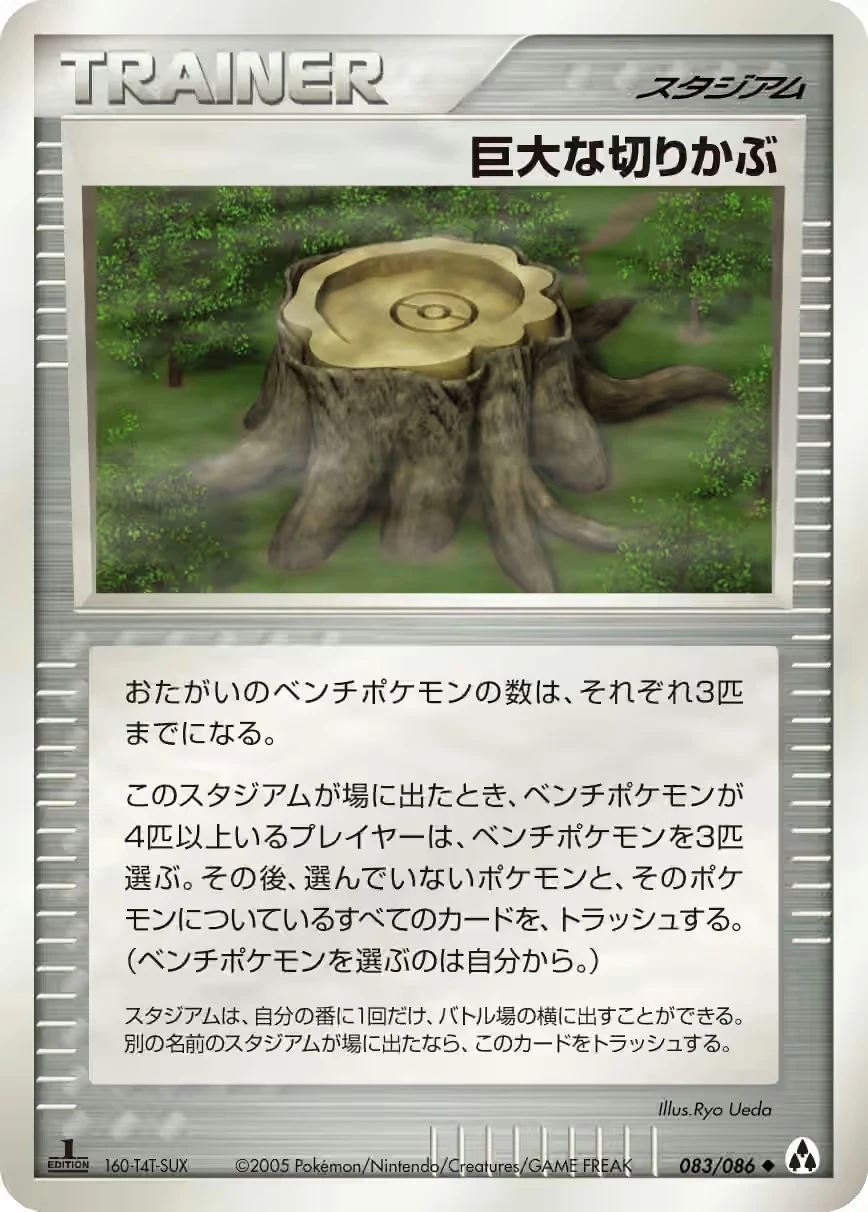 TRAINER
スタジアム
巨大な切りかぶ
おたがいのベンチポケモンの数は、それぞれ3匹
までになる。
このスタジアムが場に出たとき、ベンチポケモンが
4匹以上いるプレイヤーは、ベンチポケモンを3匹
選ぶ。その後、選んでいないポケモンと、そのポケ
モンについているすべてのカードを、トラッシュする。
(ベンチポケモンを選ぶのは自分から。)
スタジアムは、自分の番に1回だけ、バトル場の横に出すことができる。
別の名前のスタジアムが場に出たなら、このカードをトラッシュする。
Illus.Ryo Ueda
1 EDITION 160-T4T-SUX ©2005 Pokémon/Nintendo/Creatures/GAME FREAK 083/086 ◆